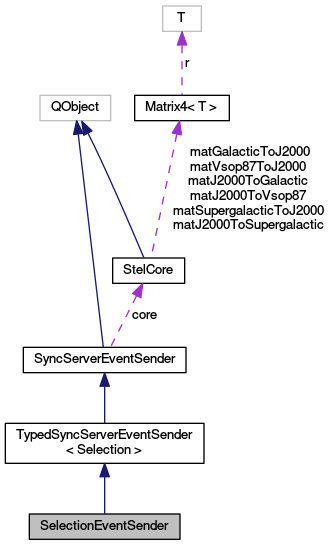 T
r
QObject
Matrix4< T >
matGalacticToJ2000
matVsop87ToJ2000
matJ2000ToGalactic
matJ2000ToVsop87
matSupergalacticToJ2000
matJ2000ToSupergalactic
StelCore
core
SyncServerEventSender
TypedSyncServerEventSender
< Selection >
SelectionEventSender